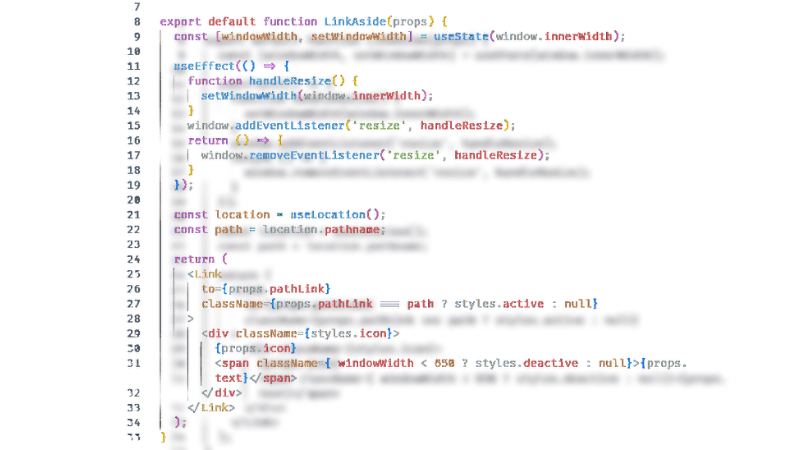 7
8 export default function LinkAside(props) {
9 const [windowWidth, setWindowWidth] = useState(window.innerWidth);
10
11 useEffect(() => {
12 function handleResize() {
13 setWindowWidth(window.innerWidth);
14 }
15 window.addEventListener('resize', handleResize);
16 return () => {
17 window.removeEventListener('resize', handleResize);
18 }
19 });
20
21 const location = useLocation();
22 const path = location.pathname;
23
24 return (
25 <Link
26 to={props.pathLink}
27 className={props.pathLink === path ? styles.active : null}
28 >
29 <div className={styles.icon}>
30 {props.icon}
31 <span className={ windowWidth < 650 ? styles.deactive : null}>{props.
text}</span>
32 </div>
33 </Link>
34 );
35 }